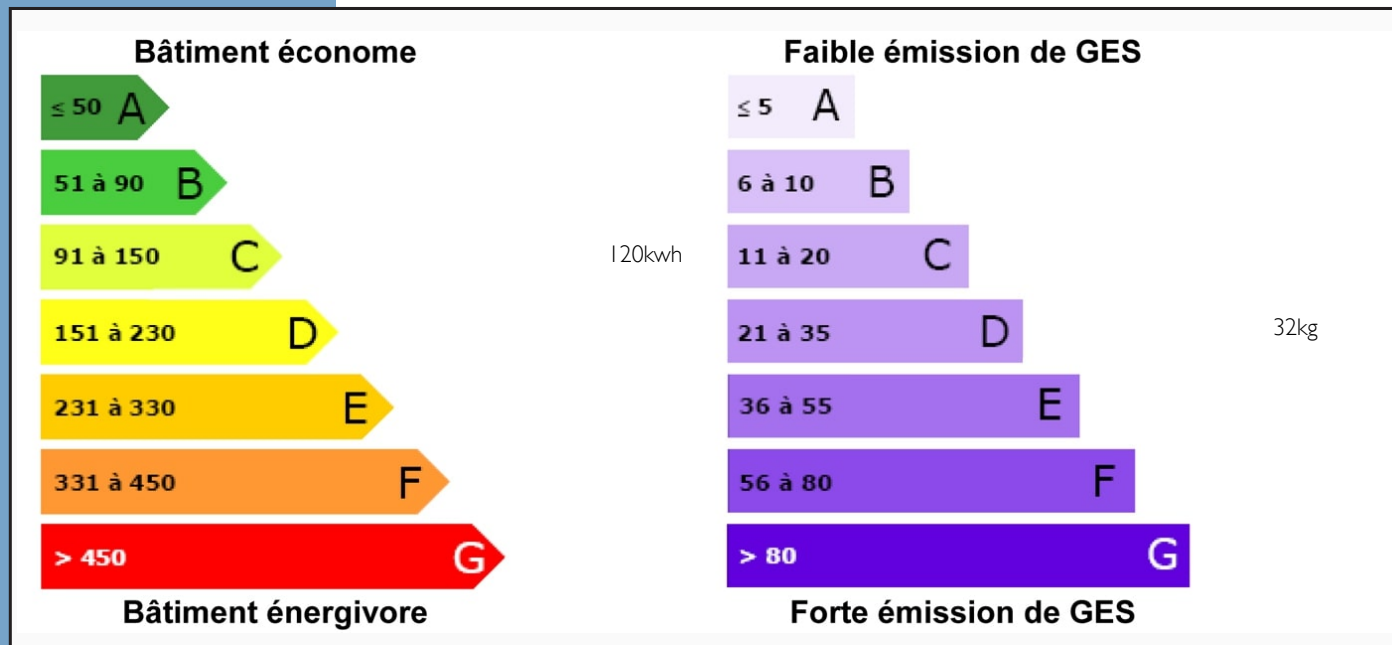 Bâtiment économe
≤ 50 A
51 à 90 B
91 à 150 C
120kwh
151 à 230 D
231 à 330 E
331 à 450 F
> 450 G
Bâtiment énergivore
Faible émission de GES
≤ 5 A
6 à 10 B
11 à 20 C
21 à 35 D
32kg
36 à 55 E
56 à 80 F
> 80 G
Forte émission de GES